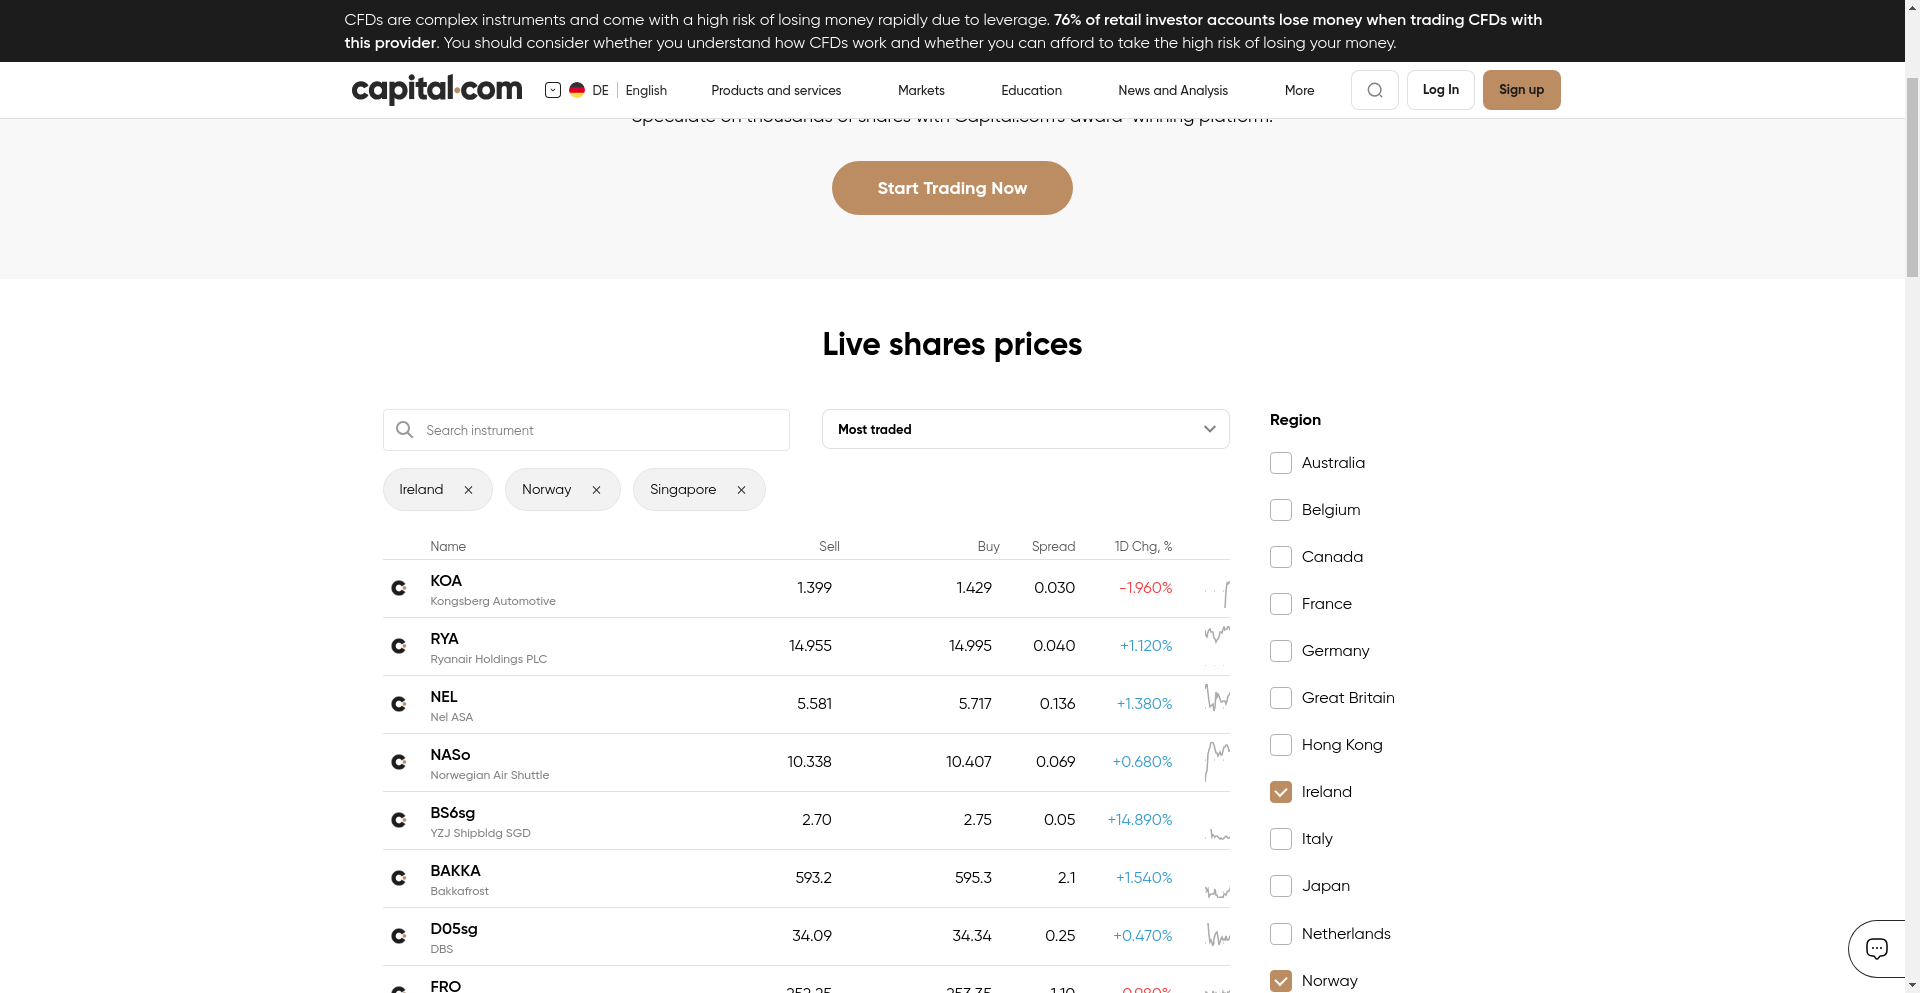 CFDs are complex instruments and come with a high risk of losing money rapidly due to leverage. 76% of retail investor accounts lose money when trading CFDs with
this provider. You should consider whether you understand how CFDs work and whether you can afford to take the high risk of losing your money.
capital.com
DE English
Products and services
Markets
Education
News and Analysis
More
Log In
Sign up
Speculate on thousands of shares with Capital.com's award-winning platform.
Start Trading Now
Live shares prices
Search instrument
Most traded
Ireland
Norway
Singapore
Name Sell Buy Spread 1D Chg, %
KOA
Kongsberg Automotive
1.399 1.429 0.030 -1.960%
RYA
Ryanair Holdings PLC
14.955 14.995 0.040 +1.120%
NEL
Nel ASA
5.581 5.717 0.136 +1.380%
NASo
Norwegian Air Shuttle
10.338 10.407 0.069 +0.680%
BS6sg
YZJ Shipbldg SGD
2.70 2.75 0.05 +14.890%
BAKKA
Bakkafrost
593.2 595.3 2.1 +1.540%
D05sg
DBS
34.09 34.34 0.25 +0.470%
FRO
Region
Australia
Belgium
Canada
France
Germany
Great Britain
Hong Kong
Ireland
Italy
Japan
Netherlands
Norway